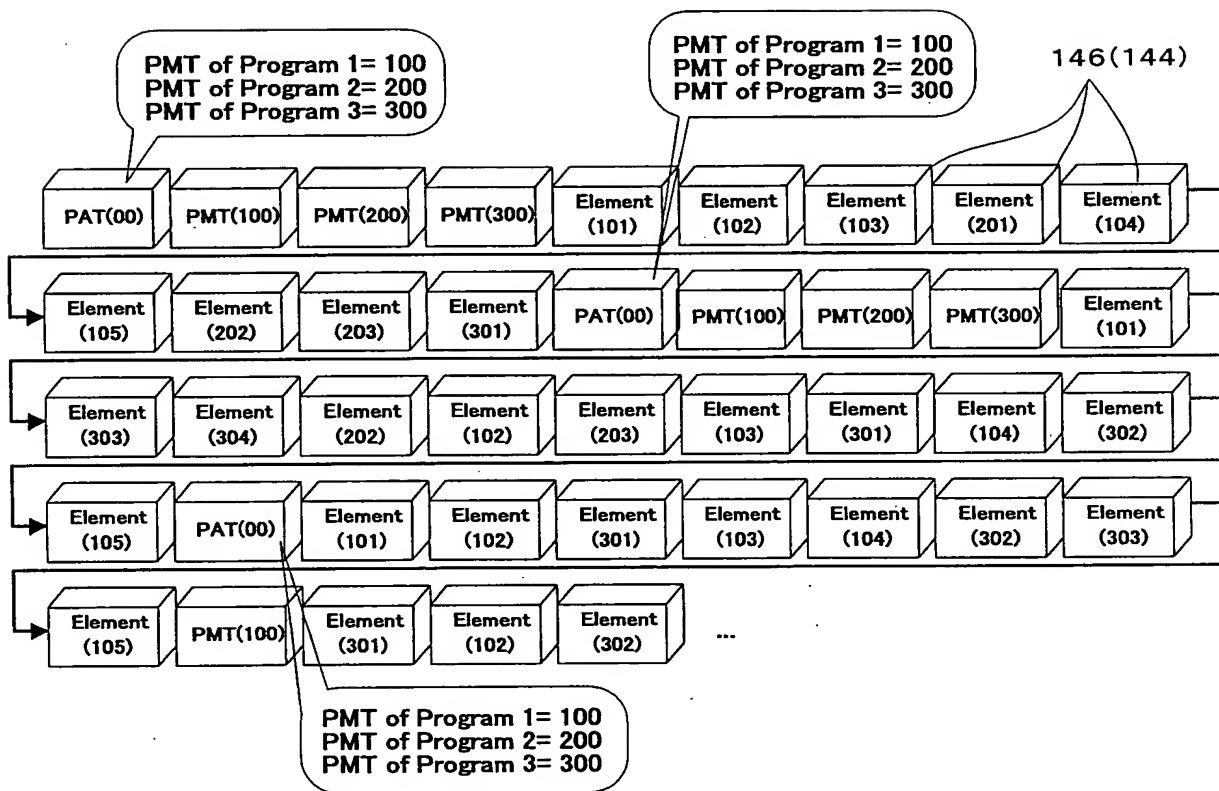 PMT of Program 1= 100
PMT of Program 2= 200
PMT of Program 3= 300
PMT of Program 1= 100
PMT of Program 2= 200
PMT of Program 3= 300
146(144)
PAT(00)
PMT(100)
PMT(200)
PMT(300)
Element
(101)
Element
(102)
Element
(103)
Element
(201)
Element
(104)
Element
(105)
Element
(202)
Element
(203)
Element
(301)
PAT(00)
PMT(100)
PMT(200)
PMT(300)
Element
(101)
Element
(303)
Element
(304)
Element
(202)
Element
(102)
Element
(203)
Element
(103)
Element
(301)
Element
(104)
Element
(302)
Element
(105)
PAT(00)
Element
(101)
Element
(102)
Element
(301)
Element
(103)
Element
(104)
Element
(302)
Element
(303)
Element
(105)
PMT(100)
Element
(301)
Element
(102)
Element
(302)
...
PMT of Program 1= 100
PMT of Program 2= 200
PMT of Program 3= 300